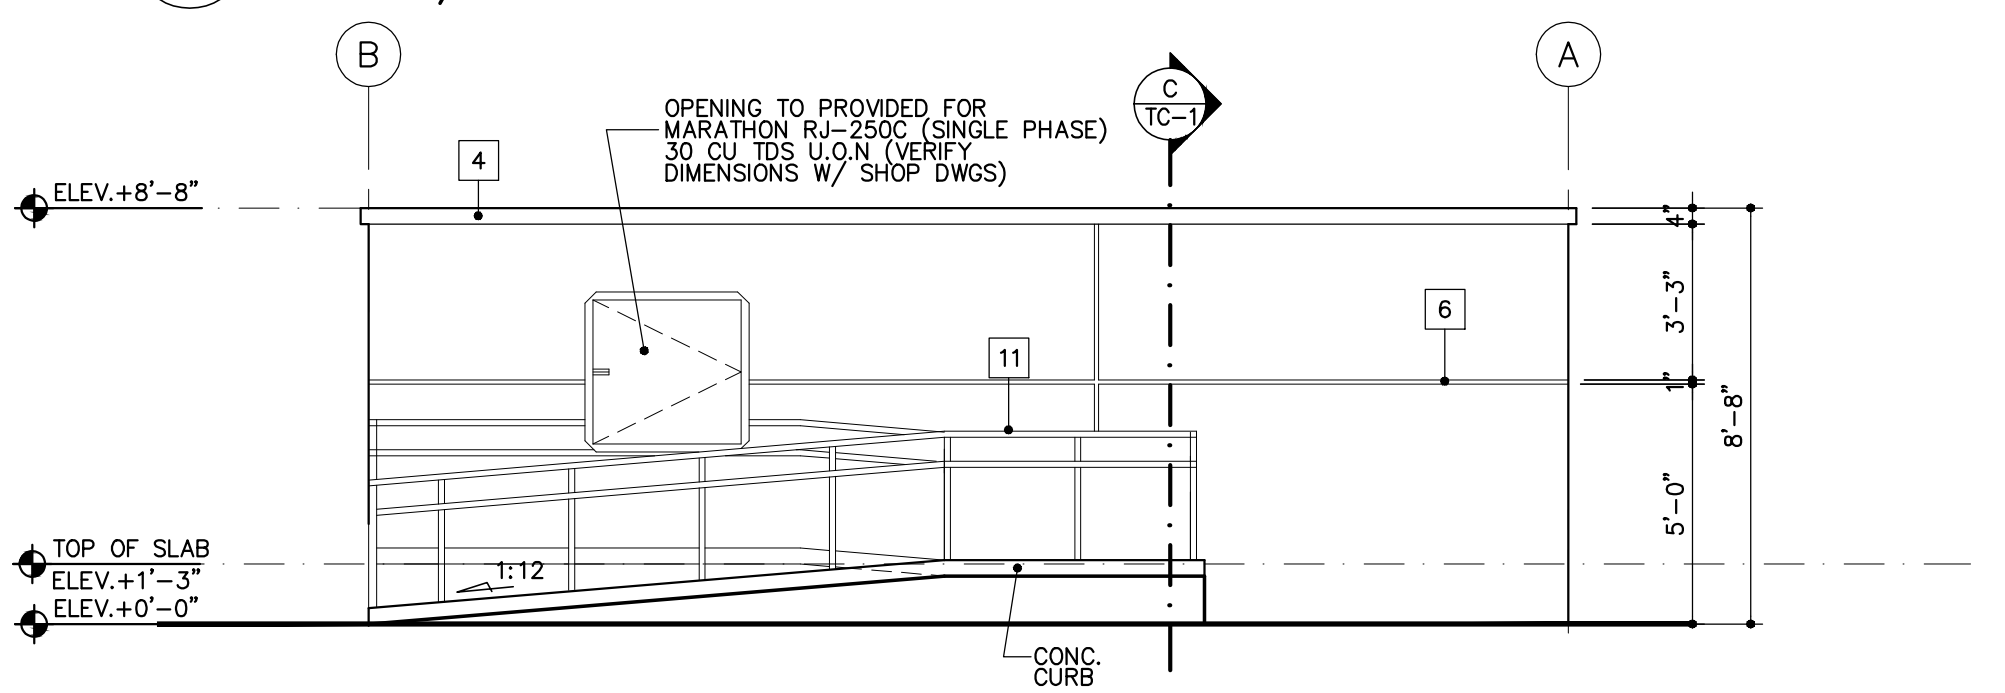 B
A
C
TC-1
OPENING TO PROVIDED FOR
MARATHON RJ-250C (SINGLE PHASE)
30 CU TDS U.O.N (VERIFY
DIMENSIONS W/ SHOP DWGS)
4
ELEV.+8'-8"
4"
6
3'-3"
11
1"
8'-8"
5'-0"
TOP OF SLAB
ELEV.+1'-3"
1:12
ELEV.+0'-0"
CONC.
CURB